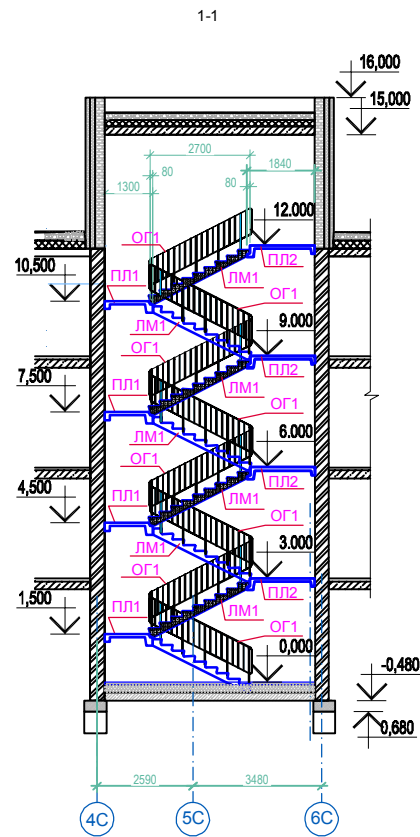 1-1
16,000
15,000
2700
1840
80
1300
80
12.000
ОГ1
10,500
ПЛ1
ЛМ1
ПЛ2
ОГ1
9.000
ЛМ1
ОГ1
7,500
ПЛ1
ЛМ1
ПЛ2
ОГ1
6.000
ЛМ1
ОГ1
4,500
ПЛ1
ЛМ1
ПЛ2
ОГ1
3.000
ЛМ1
ОГ1
1,500
ПЛ1
ЛМ1
ПЛ2
ОГ1
0,000
-0,480
0,680
2590
3480
4С
5С
6С